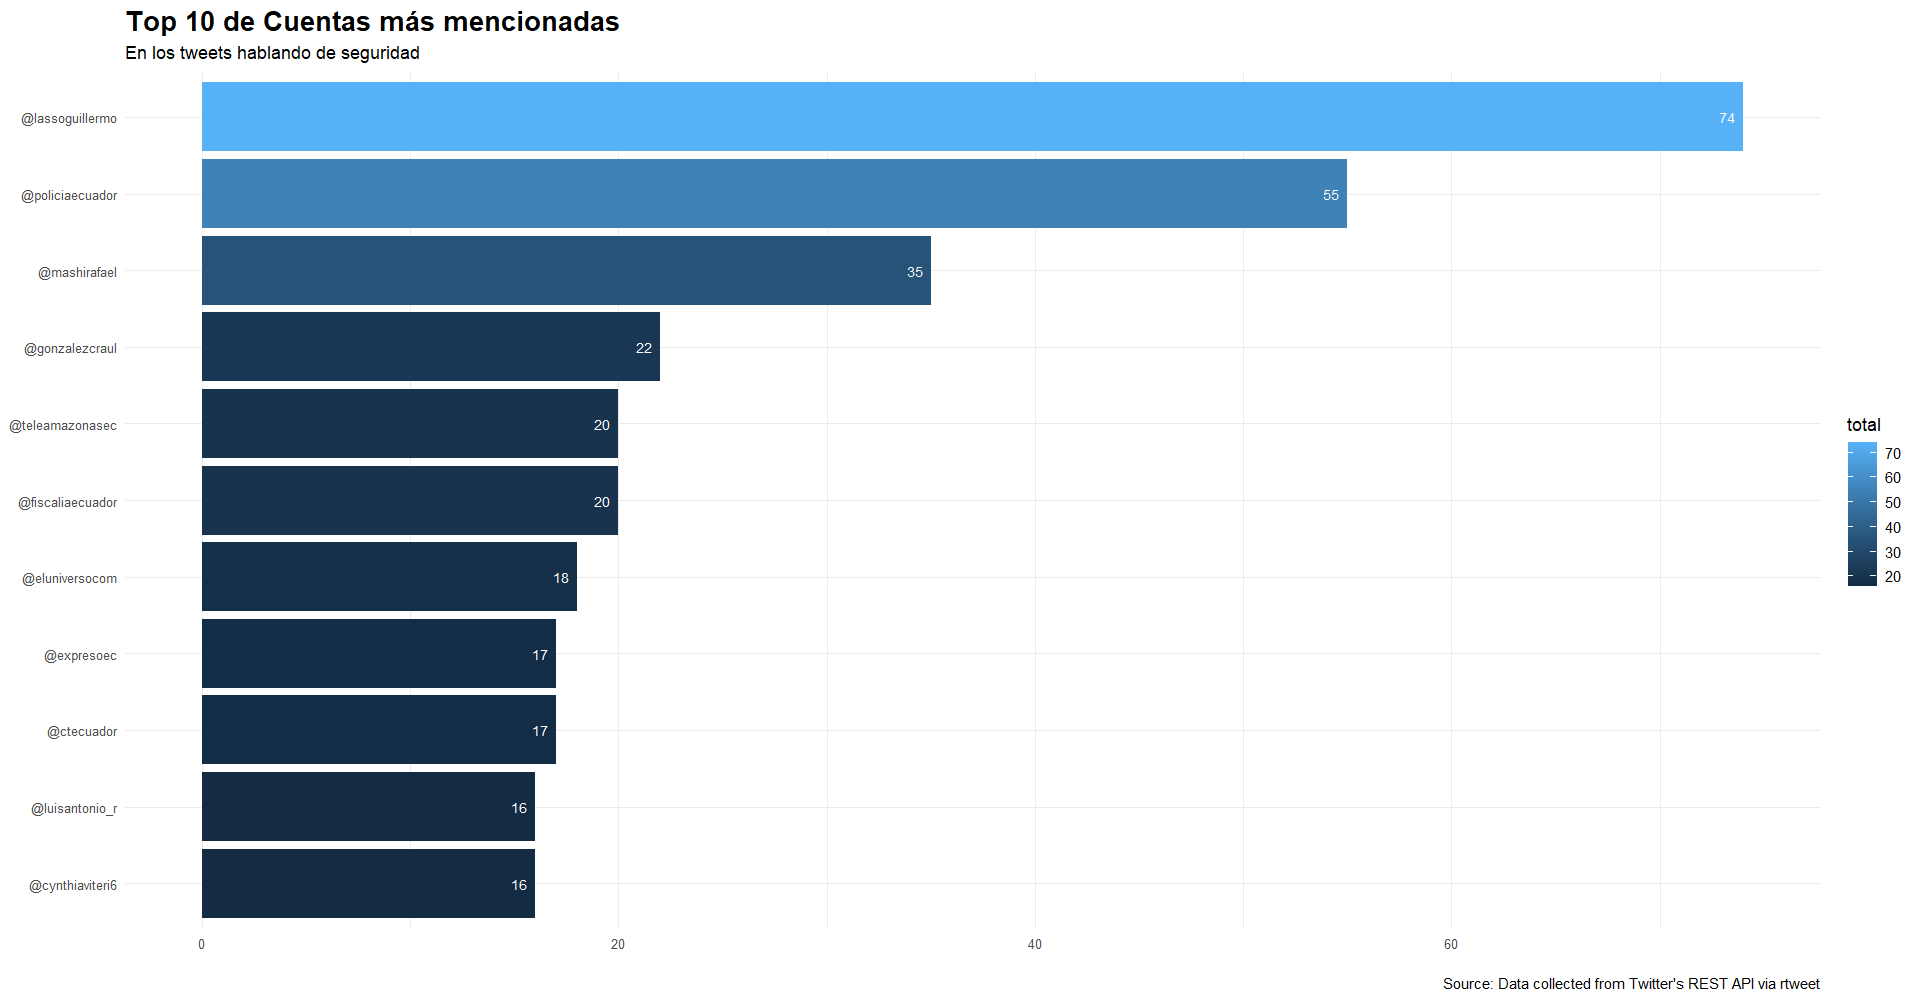 Top 10 de Cuentas más mencionadas
En los tweets hablando de seguridad
@lassoguillermo 74
@policiaecuador 55
@mashirafael 35
@gonzalezcraul 22
@teleamazonasec 20
@fiscaliaecuador 20
@eluniversocom 18
@expresoec 17
@ctecuador 17
@luisantonio_r 16
@cynthiaviteri6 16
0 20 40 60
total
70
60
50
40
30
20
Source: Data collected from Twitter's REST API via rtweet